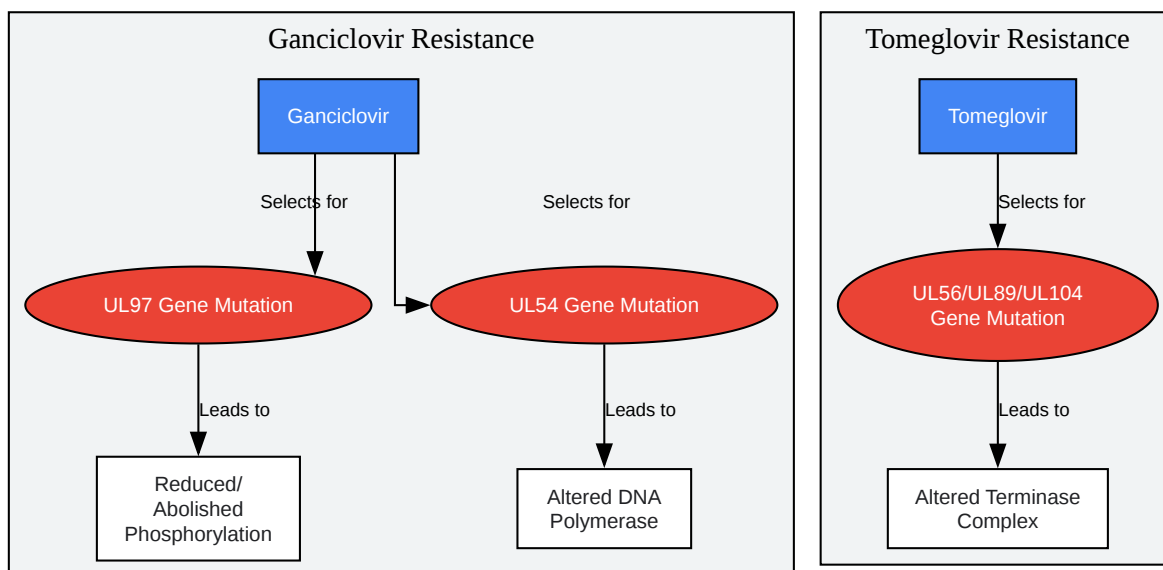 Ganciclovir Resistance
Ganciclovir
Selects for
Selects for
UL97 Gene Mutation
UL54 Gene Mutation
Leads to
Leads to
Reduced/
Abolished
Phosphorylation
Altered DNA
Polymerase
Tomeglovir Resistance
Tomeglovir
Selects for
UL56/UL89/UL104
Gene Mutation
Leads to
Altered Terminase
Complex